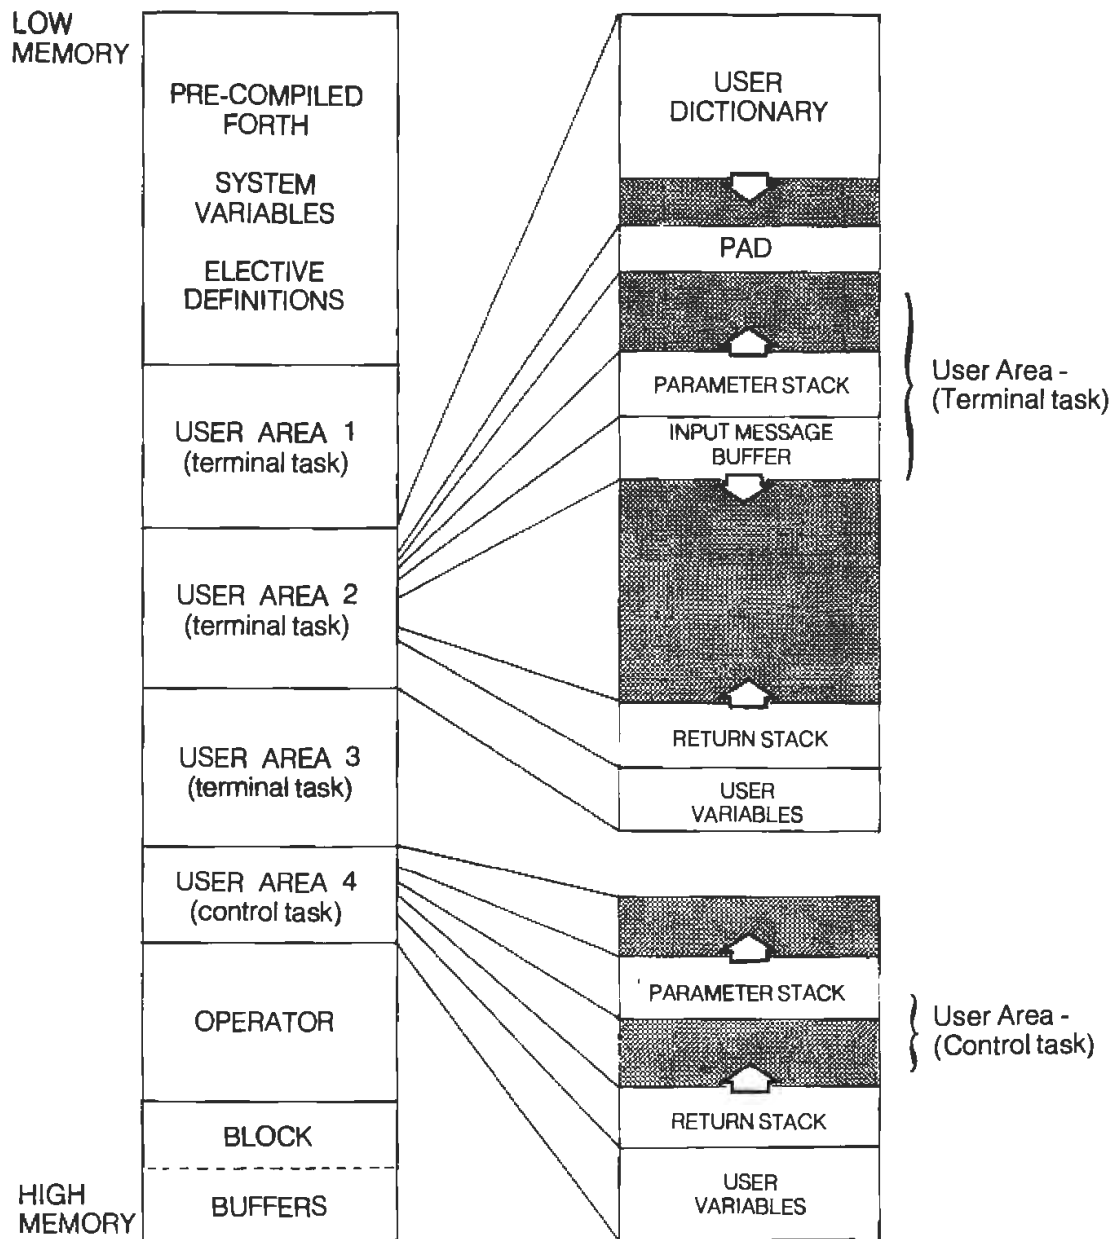 LOW
MEMORY
PRE-COMPILED
FORTH
SYSTEM
VARIABLES
ELECTIVE
DEFINITIONS
USER AREA 1
(terminal task)
USER AREA 2
(terminal task)
USER AREA 3
(terminal task)
USER AREA 4
(control task)
OPERATOR
BLOCK
BUFFERS
HIGH
MEMORY
USER
DICTIONARY
PAD
PARAMETER STACK
INPUT MESSAGE
BUFFER
RETURN STACK
USER
VARIABLES
User Area -
(Terminal task)
PARAMETER STACK
RETURN STACK
USER
VARIABLES
User Area -
(Control task)